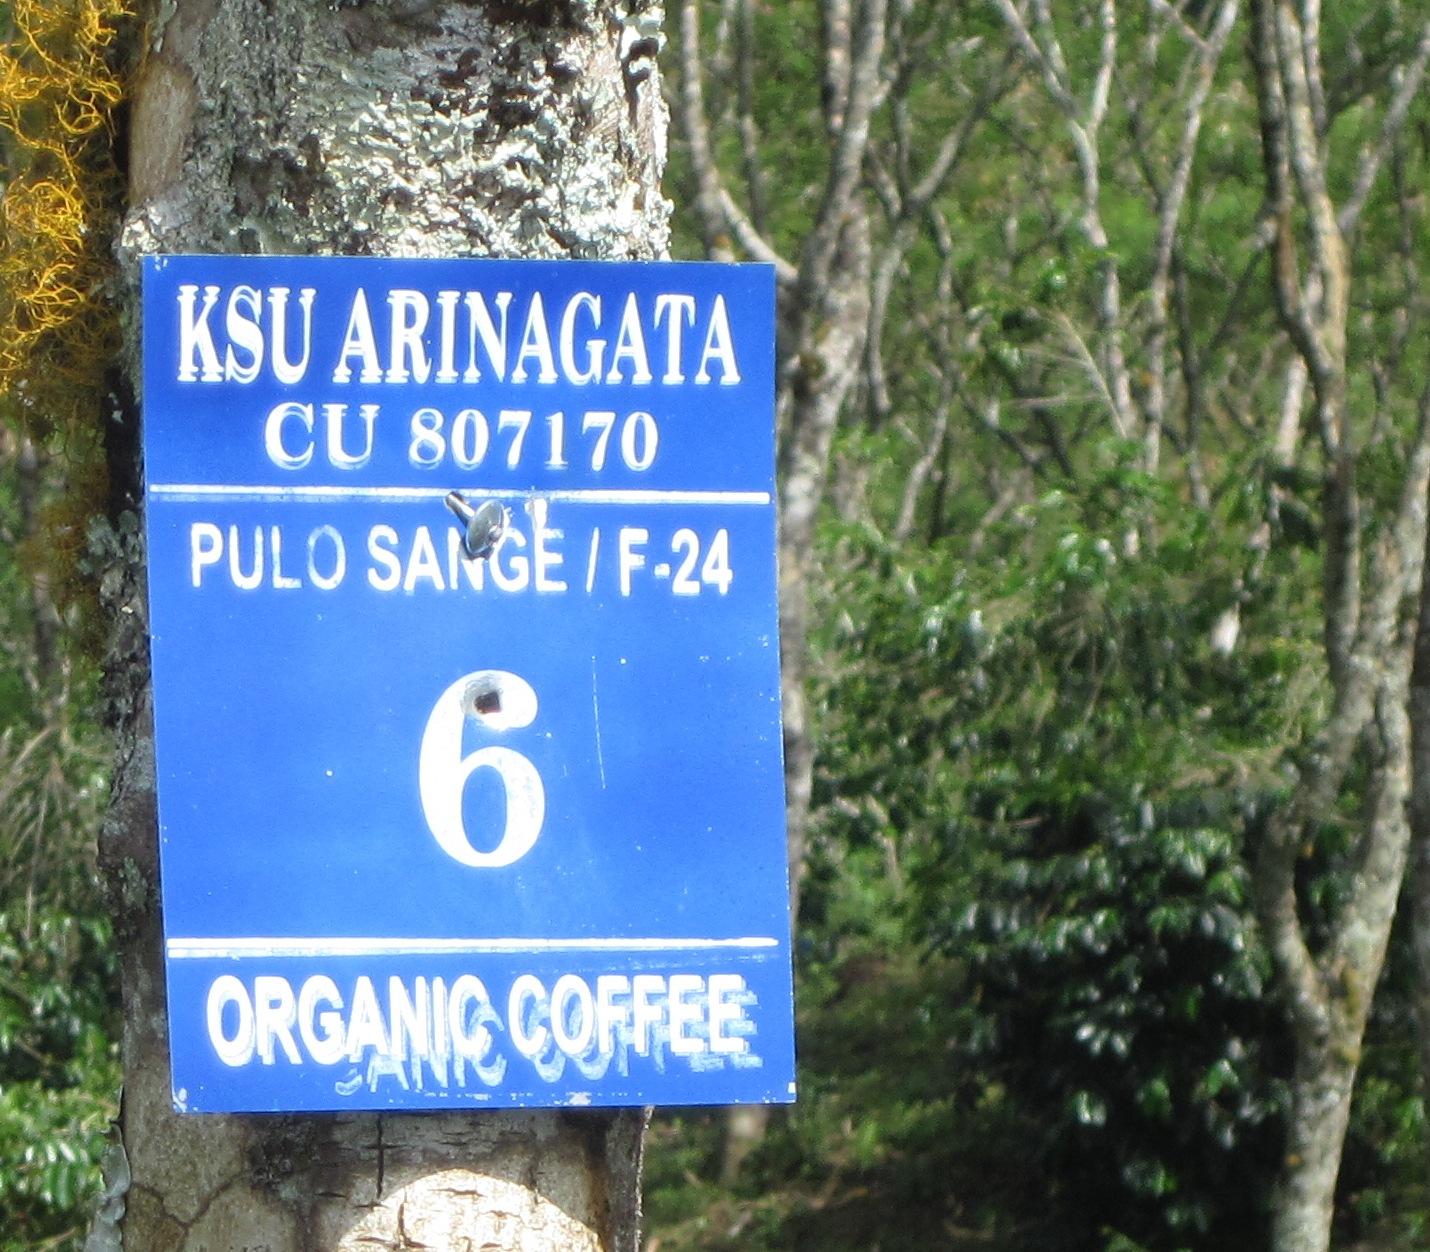 KSU ARINAGATA
CU 807170
PULO SANGE / F-24
6
ORGANIC COFFEE